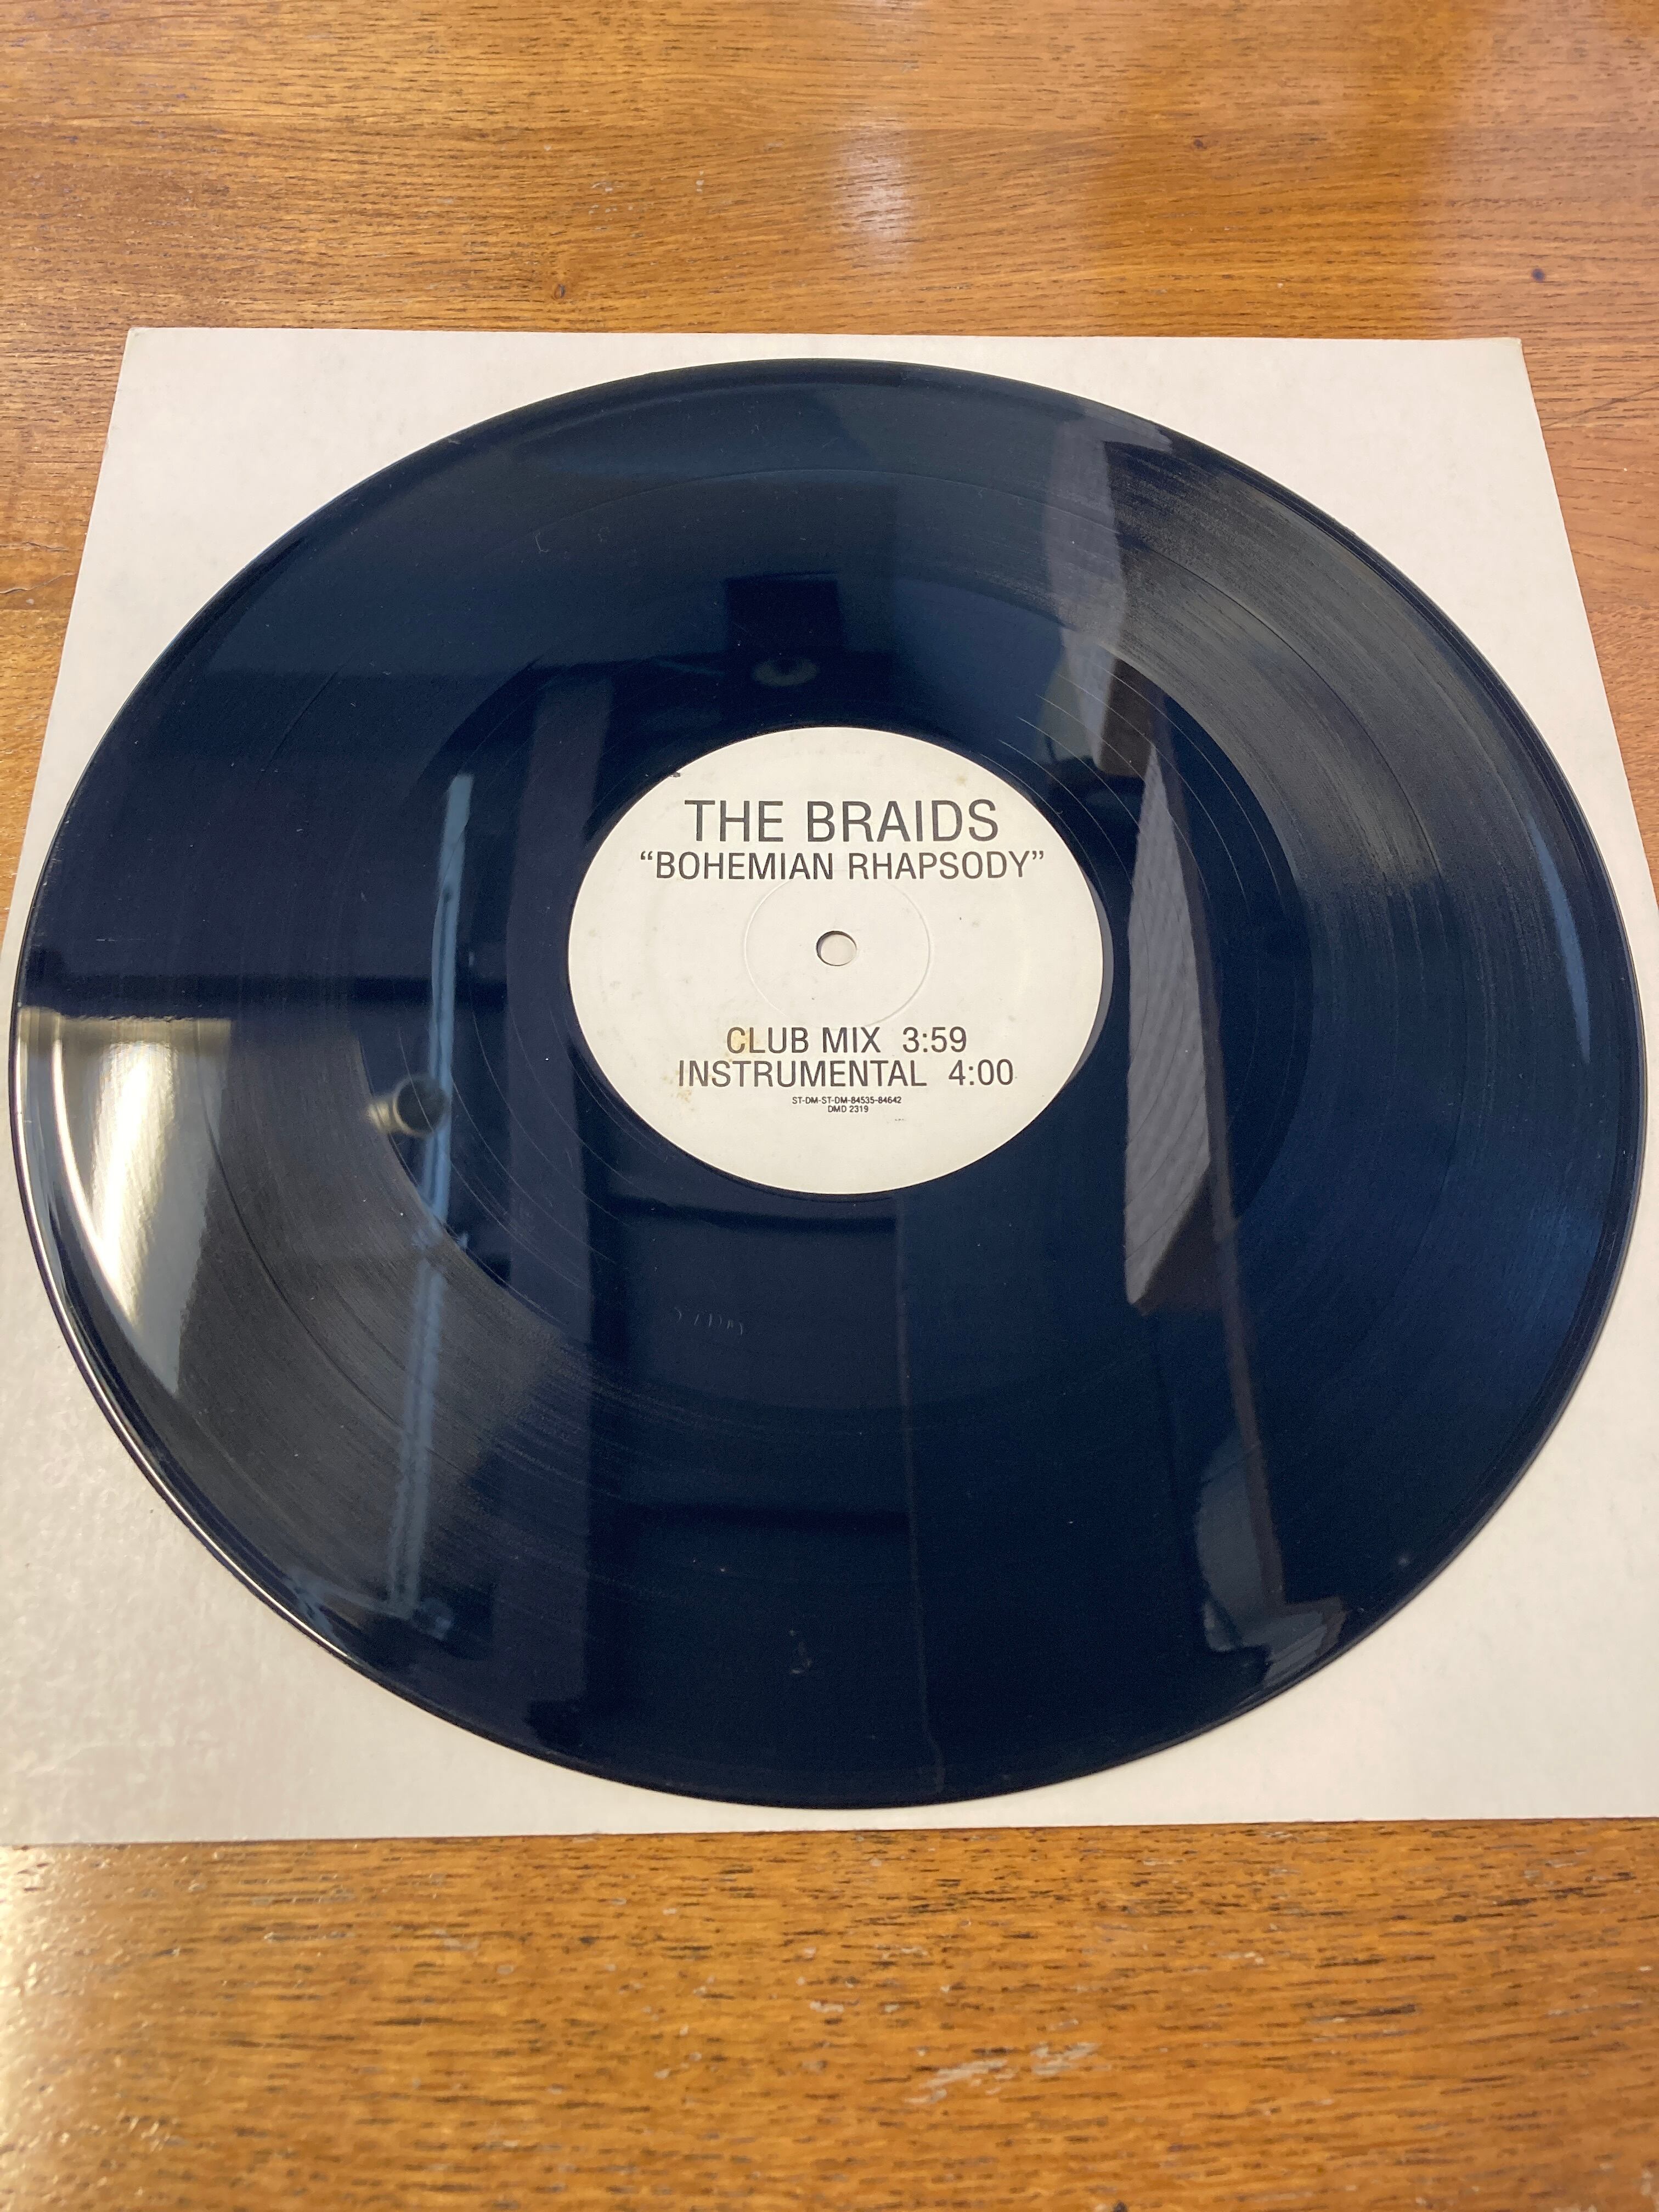 THE BRAIDS
“BOHEMIAN RHAPSODY”
CLUB MIX 3:59
INSTRUMENTAL 4:00
ST-DM-ST-DM-84535-84642
DMD 2319